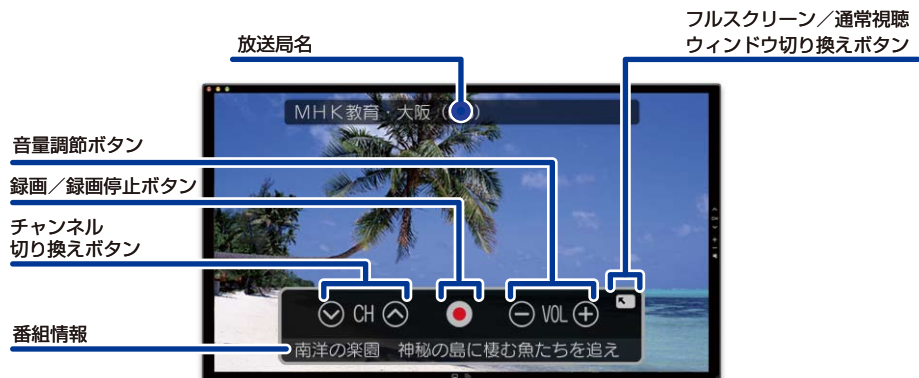 フルスクリーン／通常視聴
ウィンドウ切り換えボタン
放送局名
MHK教育・大阪（
音量調節ボタン
録画／録画停止ボタン
チャンネル
切り換えボタン
CH
VOL
番組情報
南洋の楽園　神秘の島に棲む魚たちを追え